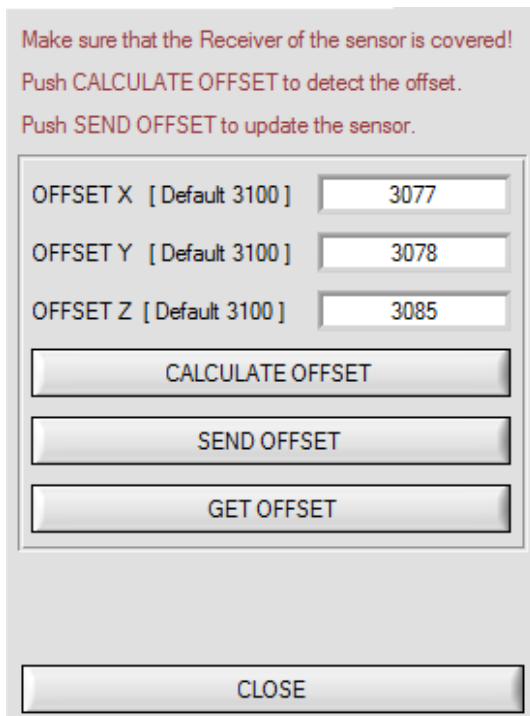 Make sure that the Receiver of the sensor is covered!
Push CALCULATE OFFSET to detect the offset.
Push SEND OFFSET to update the sensor.
OFFSET X [ Default 3100 ] 3077
OFFSET Y [ Default 3100 ] 3078
OFFSET Z [ Default 3100 ] 3085
CALCULATE OFFSET
SEND OFFSET
GET OFFSET
CLOSE